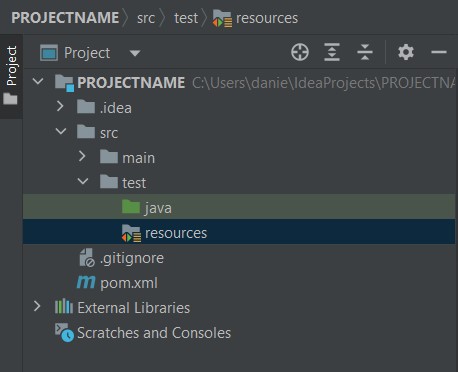 PROJECTNAME src test resources
Project
Project
PROJECTNAME C:\Users\danie\IdeaProjects\PROJECTNA
.idea
src
main
test
java
resources
.gitignore
pom.xml
External Libraries
Scratches and Consoles